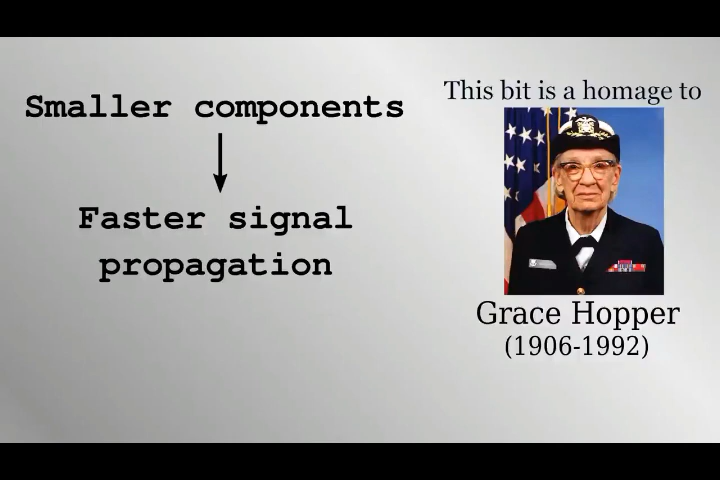 Smaller components
Faster signal
propagation
This bit is a homage to
Grace Hopper
(1906-1992)